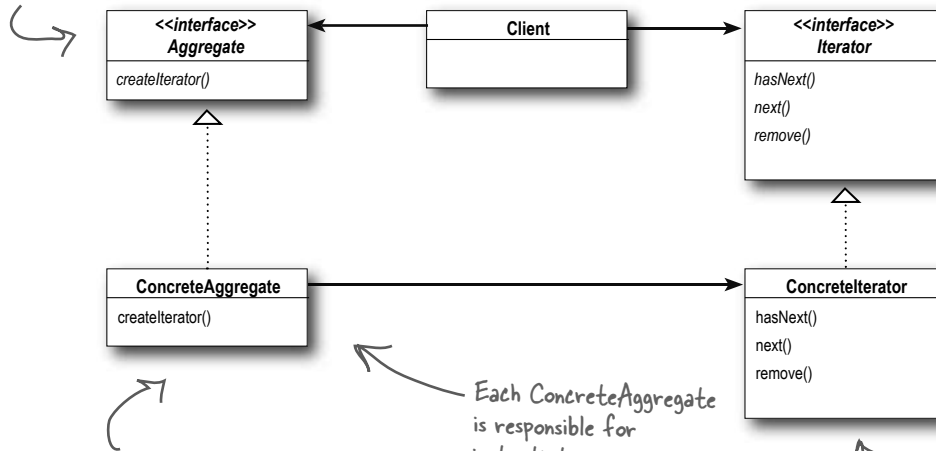 <<interface>>
Aggregate
createIterator()
Client
<<interface>>
Iterator
hasNext()
next()
remove()
ConcreteAggregate
createIterator()
ConcreteIterator
hasNext()
next()
remove()
Each ConcreteAggregate
is responsible for